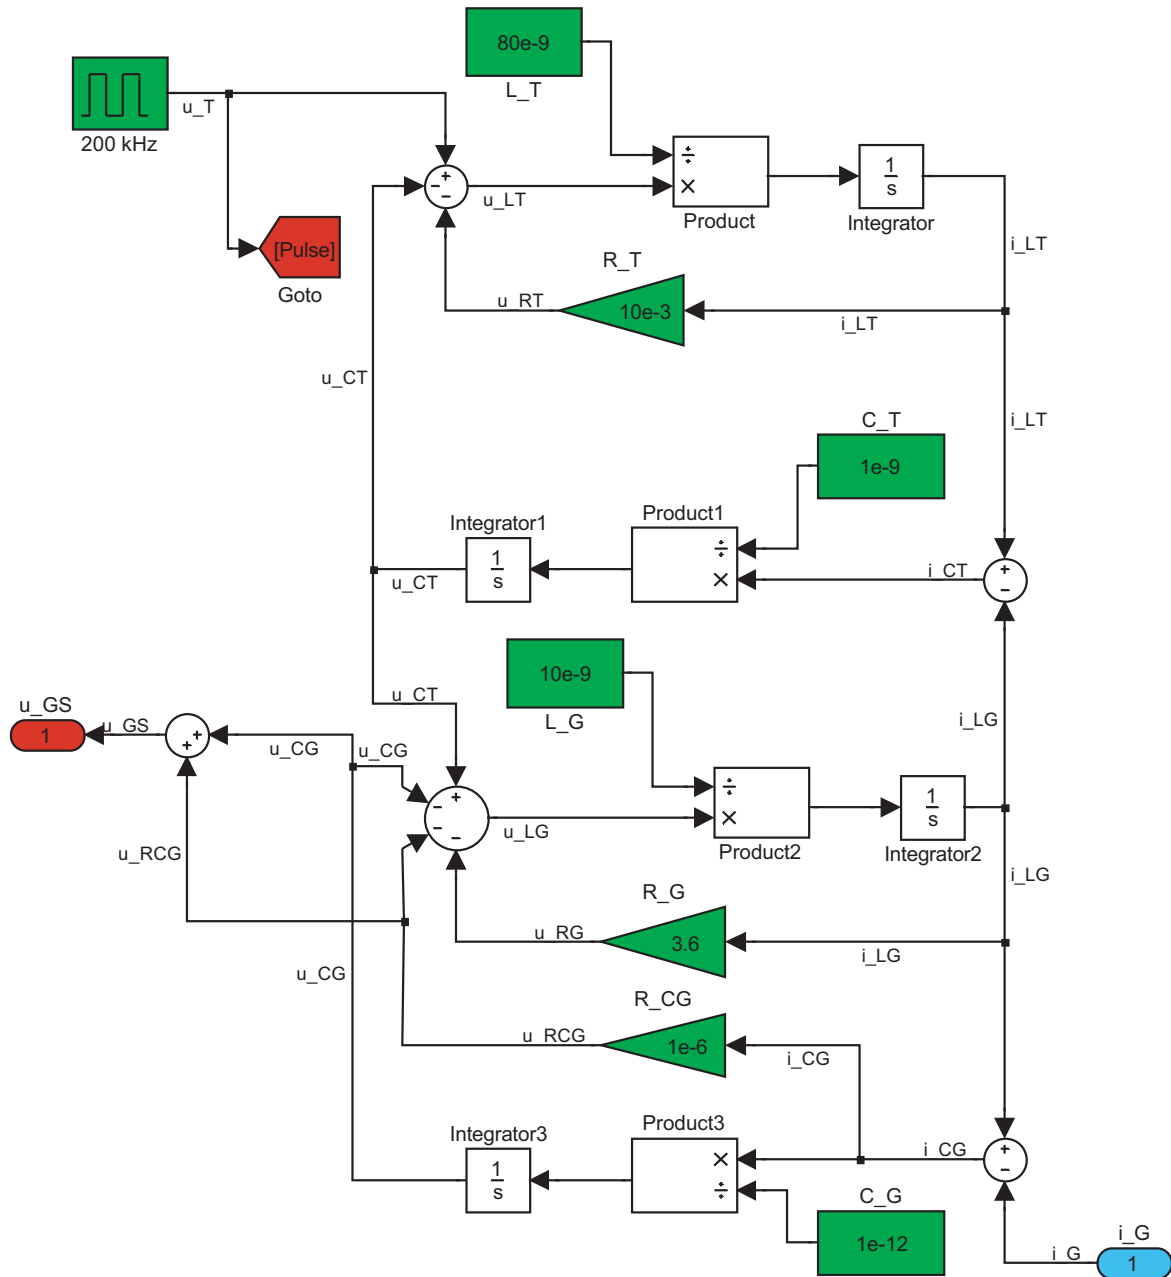 80e-9
L_T
u_T
200 kHz
+
−
−
u_LT
÷
×
Product
1
s
Integrator
[Pulse]
Goto
i_LT
R_T
10e-3
u_RT
i_LT
u_CT
i_LT
C_T
1e-9
Product1
÷
×
Integrator1
1
s
u_CT
i_CT
+
−
10e-9
L_G
u_CT
i_LG
u_GS
1
u_GS
+
+
u_CG
u_CG
+
−
−
−
u_LG
÷
×
Product2
1
s
Integrator2
u_RCG
i_LG
R_G
3.6
u_RG
i_LG
u_CG
R_CG
1e-6
u_RCG
i_CG
Integrator3
1
s
Product3
×
÷
i_CG
+
−
C_G
1e-12
i_G
i_G
1